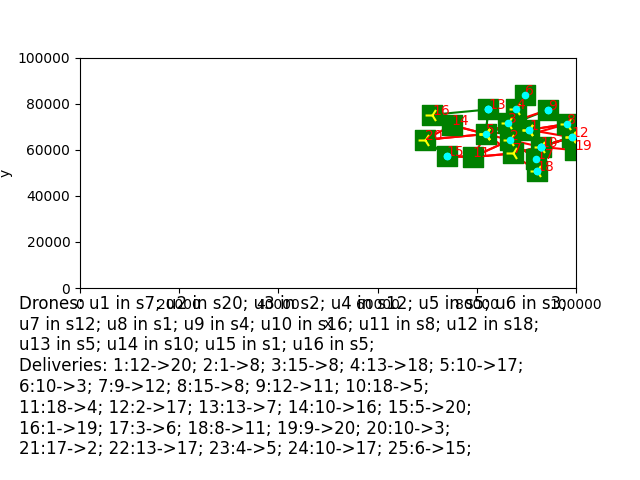 100000
80000
y
60000
40000
20000
0
0 20000 40000 60000 80000 100000
x
6
3
14
12
19
8
Drones: u1 in s7; u2 in s20; u3 in s2; u4 in s12; u5 in s5; u6 in s3;
u7 in s12; u8 in s1; u9 in s4; u10 in s16; u11 in s8; u12 in s18;
u13 in s5; u14 in s10; u15 in s1; u16 in s5;
Deliveries: 1:12->20; 2:1->8; 3:15->8; 4:13->18; 5:10->17;
6:10->3; 7:9->12; 8:15->8; 9:12->11; 10:18->5;
11:18->4; 12:2->17; 13:13->7; 14:10->16; 15:5->20;
16:1->19; 17:3->6; 18:8->11; 19:9->20; 20:10->3;
21:17->2; 22:13->17; 23:4->5; 24:10->17; 25:6->15;